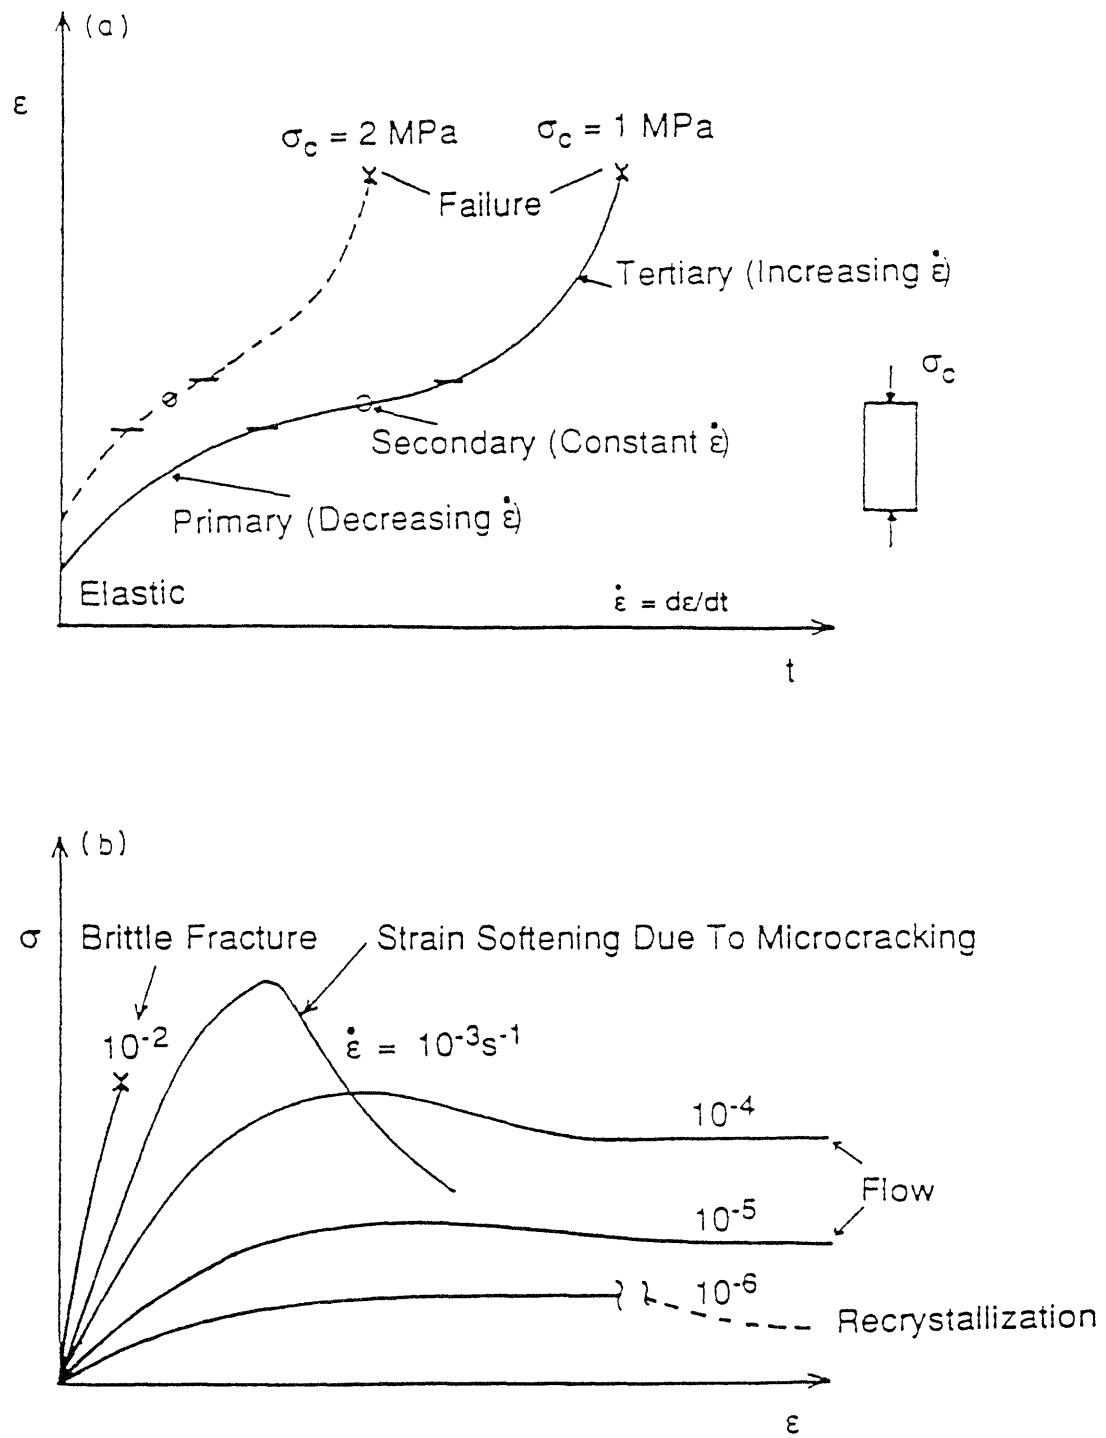 (a)
ε
σc = 2 MPa
σc = 1 MPa
Failure
Tertiary (Increasing ε̇)
σc
Secondary (Constant ε̇)
Primary (Decreasing ε̇)
Elastic
ε̇ = dε/dt
t
(b)
σ
Brittle Fracture
Strain Softening Due To Microcracking
10⁻²
ε̇ = 10⁻³s⁻¹
10⁻⁴
Flow
10⁻⁵
10⁻⁶
Recrystallization
ε